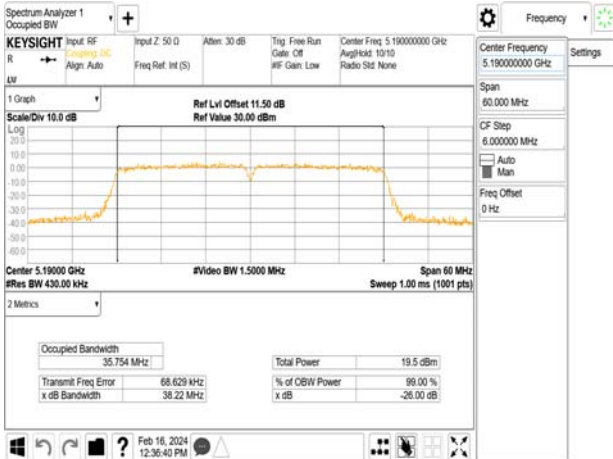 Spectrum Analyzer 1
Occupied BW
+
Frequency
KEYSIGHT
R
LV
Input: RF
Coupling: DC
Align: Auto
Input Z: 50 Ω
Freq Ref: Int (S)
Atten: 30 dB
Trig: Free Run
Gate: Off
#IF Gain: Low
Center Freq: 5.190000000 GHz
Avg|Hold: 10/10
Radio Std: None
Center Frequency
5.190000000 GHz
Settings
Span
60.000 MHz
CF Step
6.000000 MHz
Auto
Man
Freq Offset
0 Hz
1 Graph
Scale/Div 10.0 dB
Ref Lvl Offset 11.50 dB
Ref Value 30.00 dBm
Log
20.0
10.0
0.00
-10.0
-20.0
-30.0
-40.0
-50.0
-60.0
Center 5.19000 GHz
#Res BW 430.00 kHz
#Video BW 1.5000 MHz
Span 60 MHz
Sweep 1.00 ms (1001 pts)
2 Metrics
Occupied Bandwidth
35.754 MHz
Total Power 19.5 dBm
Transmit Freq Error 68.629 kHz
% of OBW Power 99.00 %
x dB Bandwidth 38.22 MHz
x dB -26.00 dB
?
Feb 16, 2024
12:36:40 PM